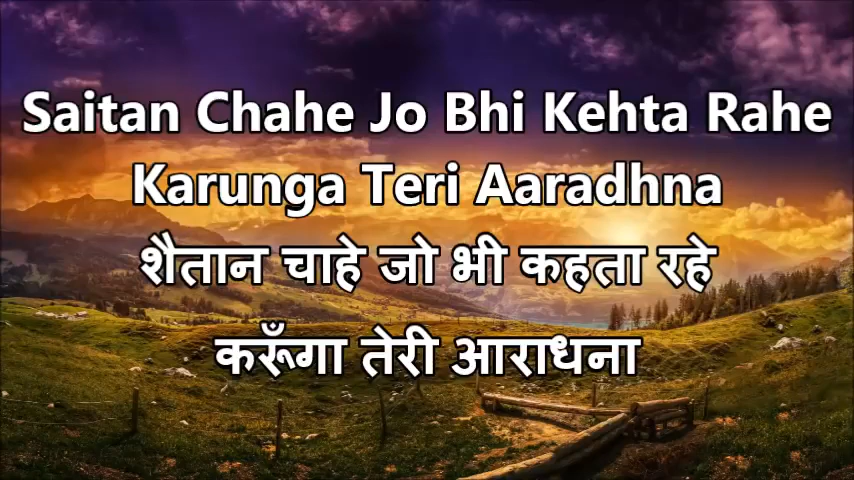 Saitan Chahe Jo Bhi Kehta Rahe
Karunga Teri Aaradhna
शैतान चाहे जो भी कहता रहे
करूँगा तेरी आराधना